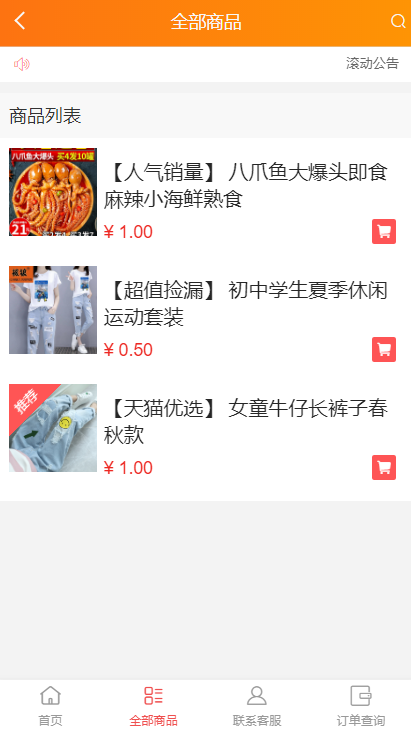 全部商品
滚动公告
商品列表
八爪鱼大爆头 买4发10罐
21
【人气销量】 八爪鱼大爆头即食
麻辣小海鲜熟食
¥ 1.00
【超值捡漏】 初中学生夏季休闲
运动套装
¥ 0.50
推荐
【天猫优选】 女童牛仔长裤子春
秋款
¥ 1.00
首页
全部商品
联系客服
订单查询